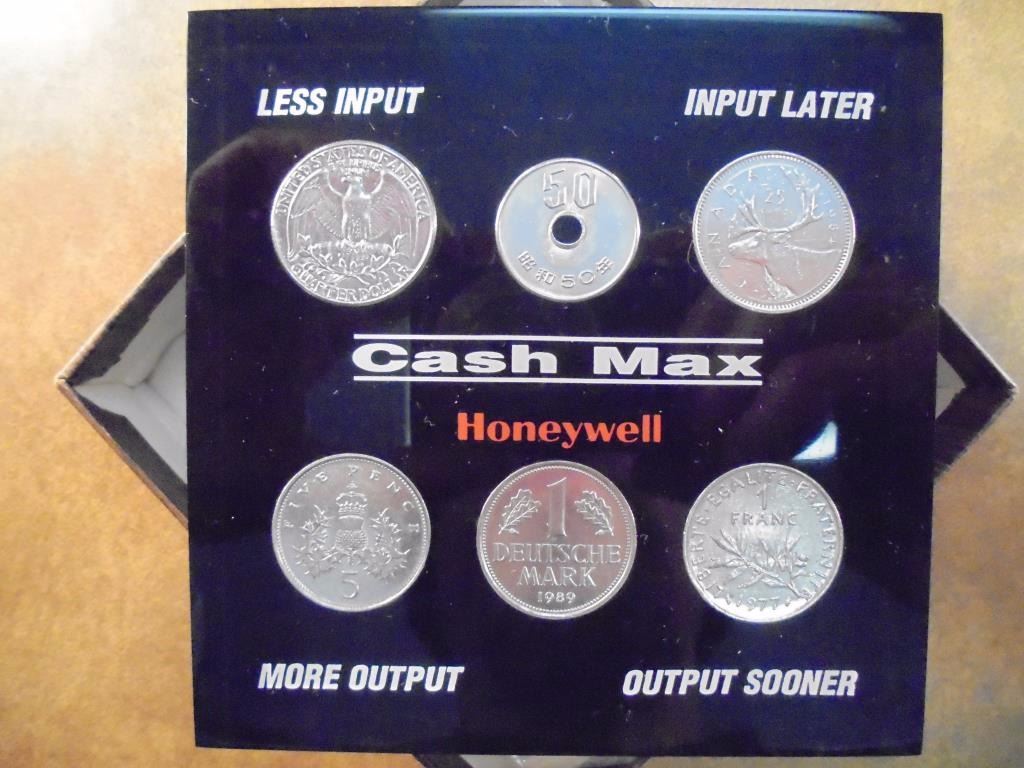 LESS INPUT
INPUT LATER
UNITED STATES OF AMERICA
QUARTER DOLLAR
50
昭和50年
CANADA
25
Cash Max
Honeywell
FIVE PENCE
5
1
DEUTSCHE
MARK
1989
LIBERTE·EGALITE·FRATERNITE
1
FRANC
1977
MORE OUTPUT
OUTPUT SOONER